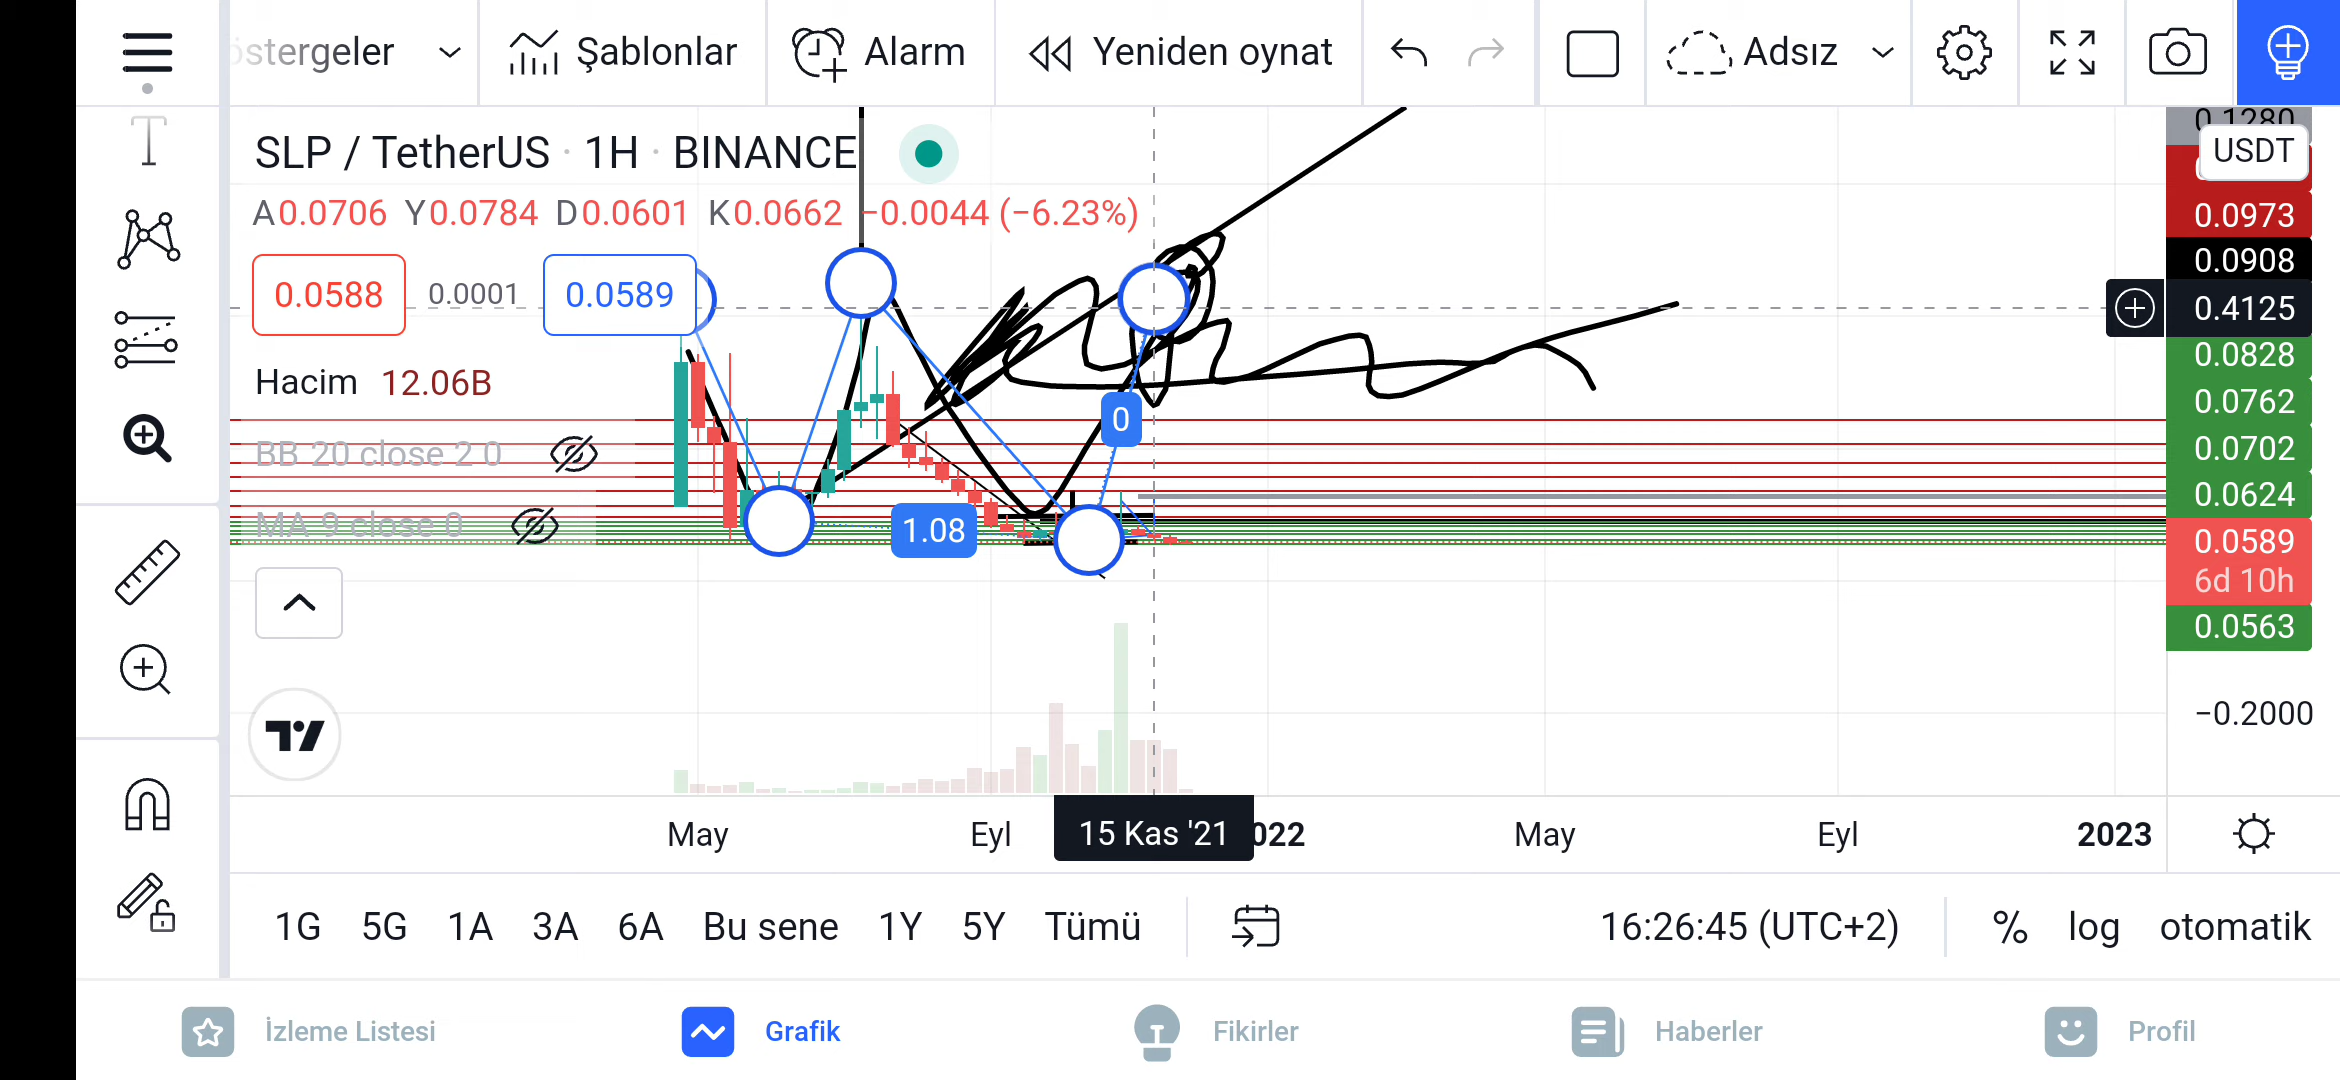 östergeler
Şablonlar
Alarm
Yeniden oynat
Adsız
SLP / TetherUS · 1H · BINANCE
A0.0706 Y0.0784 D0.0601 K0.0662 −0.0044 (−6.23%)
0.0588 0.0001 0.0589
Hacim 12.06B
BB 20 close 2 0
MA 9 close 0
0
1.08
0.1280
USDT
0.0973
0.0908
0.4125
0.0828
0.0762
0.0702
0.0624
0.0589
6d 10h
0.0563
−0.2000
May Eyl 15 Kas '21 022 May Eyl 2023
1G 5G 1A 3A 6A Bu sene 1Y 5Y Tümü 16:26:45 (UTC+2) % log otomatik
İzleme Listesi Grafik Fikirler Haberler Profil